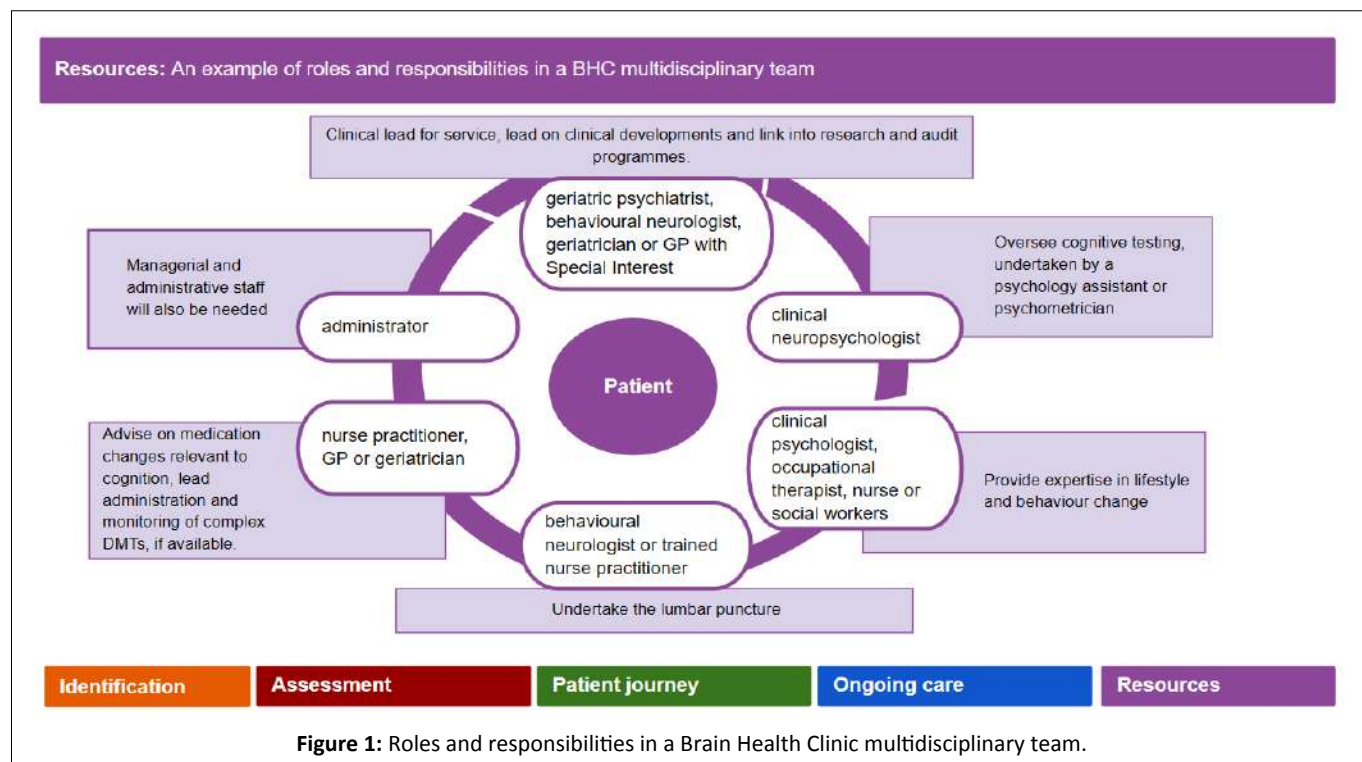 Resources: An example of roles and responsibilities in a BHC multidisciplinary team
Clinical lead for service, lead on clinical developments and link into research and audit
programmes.
geriatric psychiatrist,
behavioural neurologist,
geriatrician or GP with
Special Interest
Managerial and
administrative staff
will also be needed
administrator
Oversee cognitive testing,
undertaken by a
psychology assistant or
psychometrician
clinical
neuropsychologist
Patient
Advise on medication
changes relevant to
cognition, lead
administration and
monitoring of complex
DMTs, if available.
nurse practitioner,
GP or geriatrician
clinical
psychologist,
occupational
therapist, nurse or
social workers
Provide expertise in lifestyle
and behaviour change
behavioural
neurologist or trained
nurse practitioner
Undertake the lumbar puncture
Identification
Assessment
Patient journey
Ongoing care
Resources
Figure 1: Roles and responsibilities in a Brain Health Clinic multidisciplinary team.